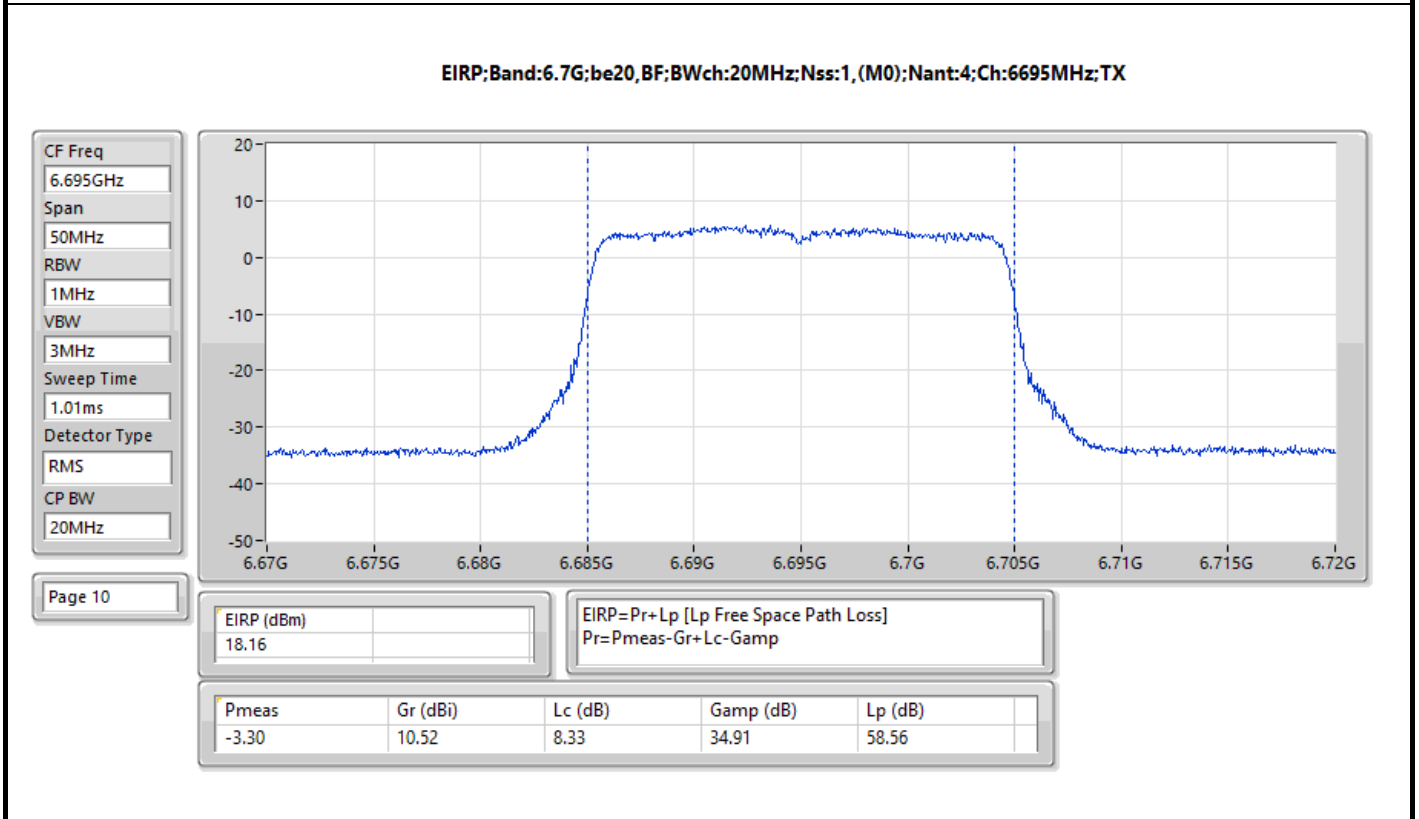 EIRP;Band:6.7G;be20,BF;BWch:20MHz;Nss:1,(M0);Nant:4;Ch:6695MHz;TX
CF Freq
6.695GHz
Span
50MHz
RBW
1MHz
VBW
3MHz
Sweep Time
1.01ms
Detector Type
RMS
CP BW
20MHz
Page 10
20
10
0
-10
-20
-30
-40
-50
6.67G 6.675G 6.68G 6.685G 6.69G 6.695G 6.7G 6.705G 6.71G 6.715G 6.72G
EIRP (dBm)
18.16
EIRP=Pr+Lp [Lp Free Space Path Loss]
Pr=Pmeas-Gr+Lc-Gamp
Pmeas Gr (dBi) Lc (dB) Gamp (dB) Lp (dB)
-3.30 10.52 8.33 34.91 58.56